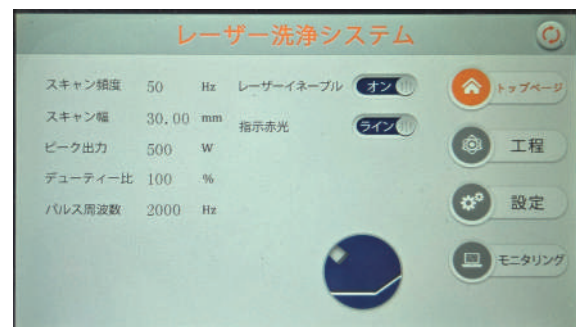 レーザー洗浄システム
スキャン頻度 50 Hz レーザーイネーブル オン
スキャン幅 30.00 mm 指示赤光 ライン
ピーク出力 500 W
デューティー比 100 %
パルス周波数 2000 Hz
トップページ
工程
設定
モニタリング